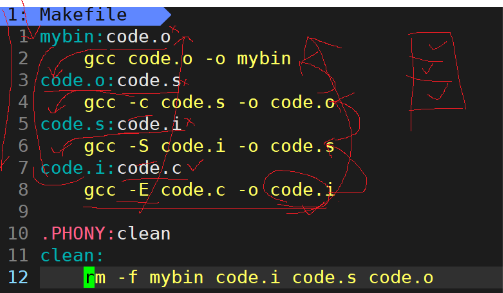 1: Makefile
1 mybin:code.o
2 gcc code.o -o mybin
3 code.o:code.s
4 gcc -c code.s -o code.o
5 code.s:code.i
6 gcc -S code.i -o code.s
7 code.i:code.c
8 gcc -E code.c -o code.i
9
10 .PHONY:clean
11 clean:
12 rm -f mybin code.i code.s code.o